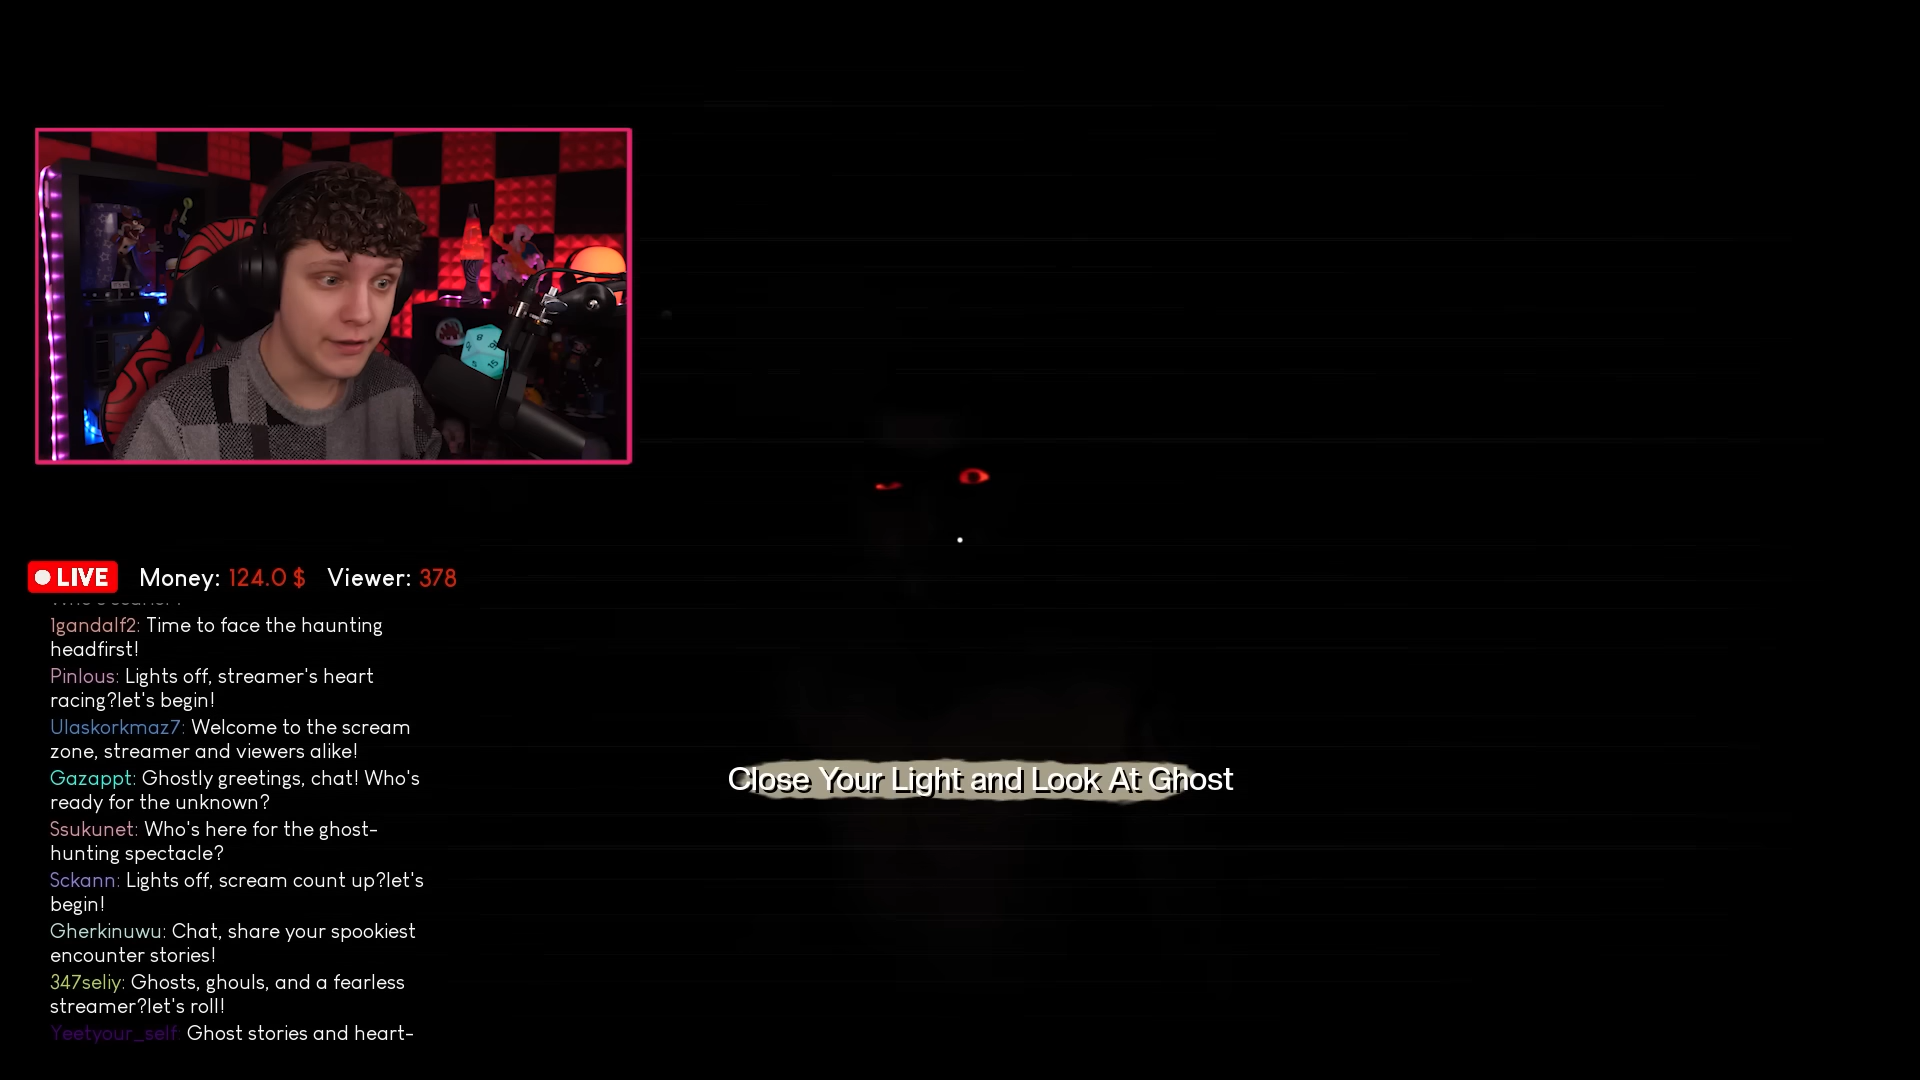 LIVE Money: 124.0 $ Viewer: 378
1gandalf2: Time to face the haunting
headfirst!
Pinlous: Lights off, streamer's heart
racing?let's begin!
Ulaskorkmaz7: Welcome to the scream
zone, streamer and viewers alike!
Gazappt: Ghostly greetings, chat! Who's
ready for the unknown?
Ssukunet: Who's here for the ghost-
hunting spectacle?
Sckann: Lights off, scream count up?let's
begin!
Gherkinuwu: Chat, share your spookiest
encounter stories!
347seliy: Ghosts, ghouls, and a fearless
streamer?let's roll!
Yeetyour_self: Ghost stories and heart-
Close Your Light and Look At Ghost